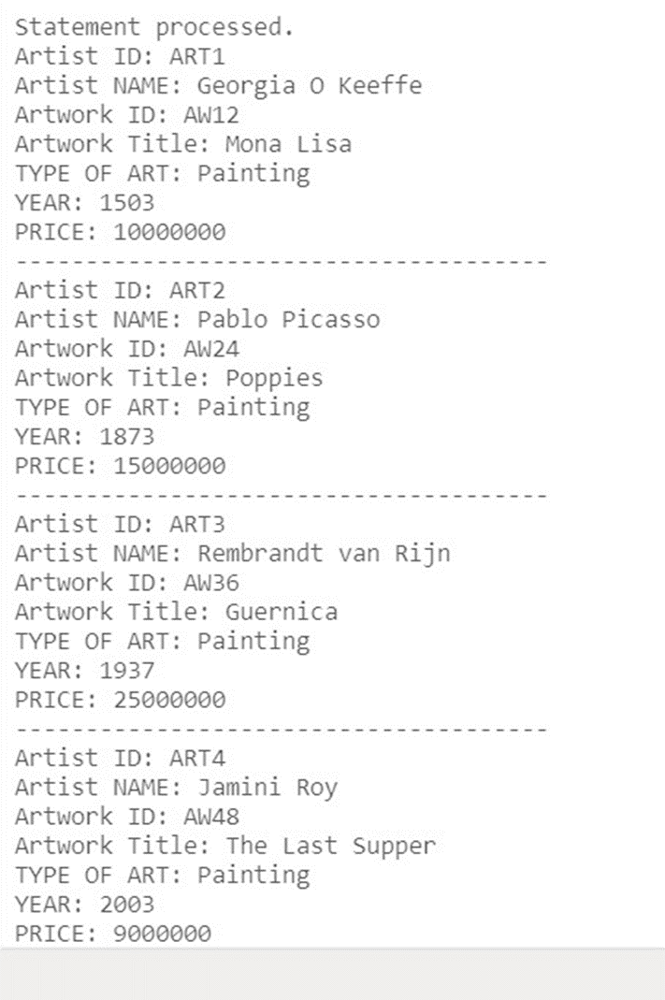 Statement processed.
Artist ID: ART1
Artist NAME: Georgia O Keeffe
Artwork ID: AW12
Artwork Title: Mona Lisa
TYPE OF ART: Painting
YEAR: 1503
PRICE: 10000000
--------------------------------------
Artist ID: ART2
Artist NAME: Pablo Picasso
Artwork ID: AW24
Artwork Title: Poppies
TYPE OF ART: Painting
YEAR: 1873
PRICE: 15000000
--------------------------------------
Artist ID: ART3
Artist NAME: Rembrandt van Rijn
Artwork ID: AW36
Artwork Title: Guernica
TYPE OF ART: Painting
YEAR: 1937
PRICE: 25000000
--------------------------------------
Artist ID: ART4
Artist NAME: Jamini Roy
Artwork ID: AW48
Artwork Title: The Last Supper
TYPE OF ART: Painting
YEAR: 2003
PRICE: 9000000